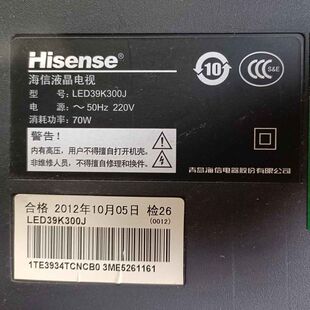 Hisense
海信液晶电视
型 号: LED39K300J
电 源: ～50Hz 220V
消耗功率: 70W
10
CCC S&E
警告!
内有高压，用户不得擅自打开机壳。
非维修人员，不得擅自修理和换件。
青岛海信电器股份有限公司
合格 2012年10月05日 检26
(0012)
LED39K300J
1TE3934TCNCB0 3ME5261161